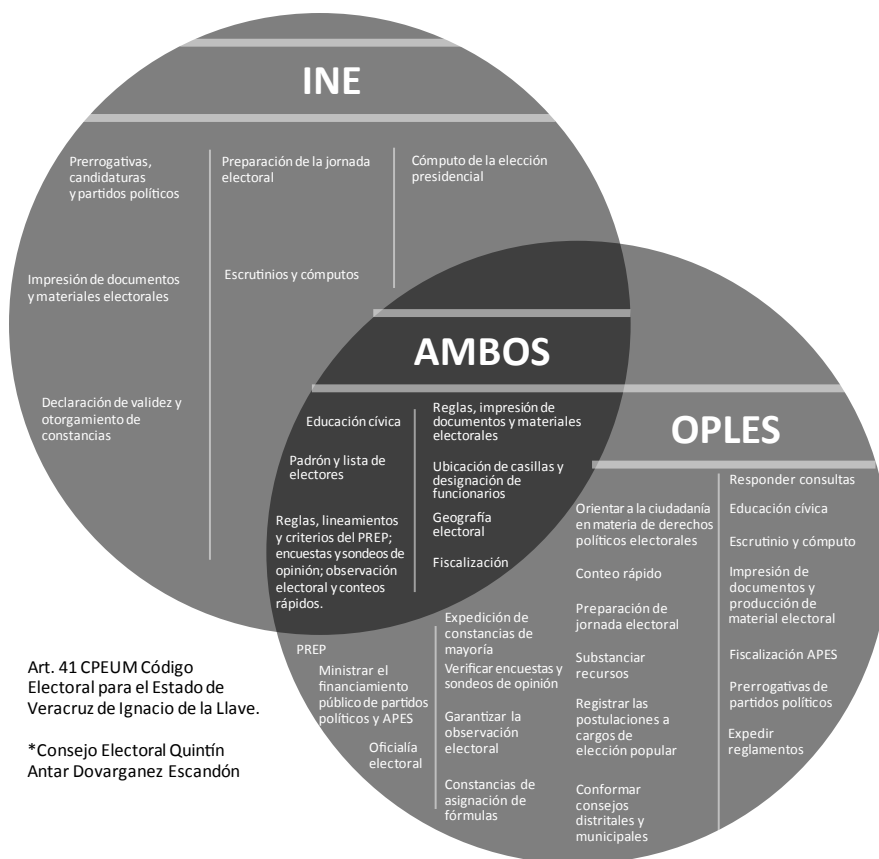 INE
Prerrogativas,
candidaturas
y partidos políticos
Impresión de documentos
y materiales electorales
Declaración de validez y
otorgamiento de
constancias
Preparación de la jornada
electoral
Escrutinios y cómputos
Cómputo de la elección
presidencial
AMBOS
Educación cívica
Padrón y lista de
electores
Reglas, lineamientos
y criterios del PREP;
encuestas y sondeos de
opinión; observación
electoral y conteos
rápidos.
Reglas, impresión de
documentos y materiales
electorales
Ubicación de casillas y
designación de
funcionarios
Geografía
electoral
Fiscalización
OPLES
PREP
Ministrar el
financiamiento
público de partidos
políticos y APES
Oficialía
electoral
Expedición de
constancias de
mayoría
Verificar encuestas y
sondeos de opinión
Garantizar la
observación
electoral
Constancias de
asignación de
fórmulas
Orientar a la ciudadanía
en materia de derechos
políticos electorales
Conteo rápido
Preparación de
jornada electoral
Substanciar
recursos
Registrar las
postulaciones a
cargos de
elección popular
Conformar
consejos
distritales y
municipales
Responder consultas
Educación cívica
Escrutinio y cómputo
Impresión de
documentos y
producción de
material electoral
Fiscalización APES
Prerrogativas de
partidos políticos
Expedir
reglamentos
Art. 41 CPEUM Código
Electoral para el Estado de
Veracruz de Ignacio de la Llave.
*Consejo Electoral Quintín
Antar Dovarganez Escandón